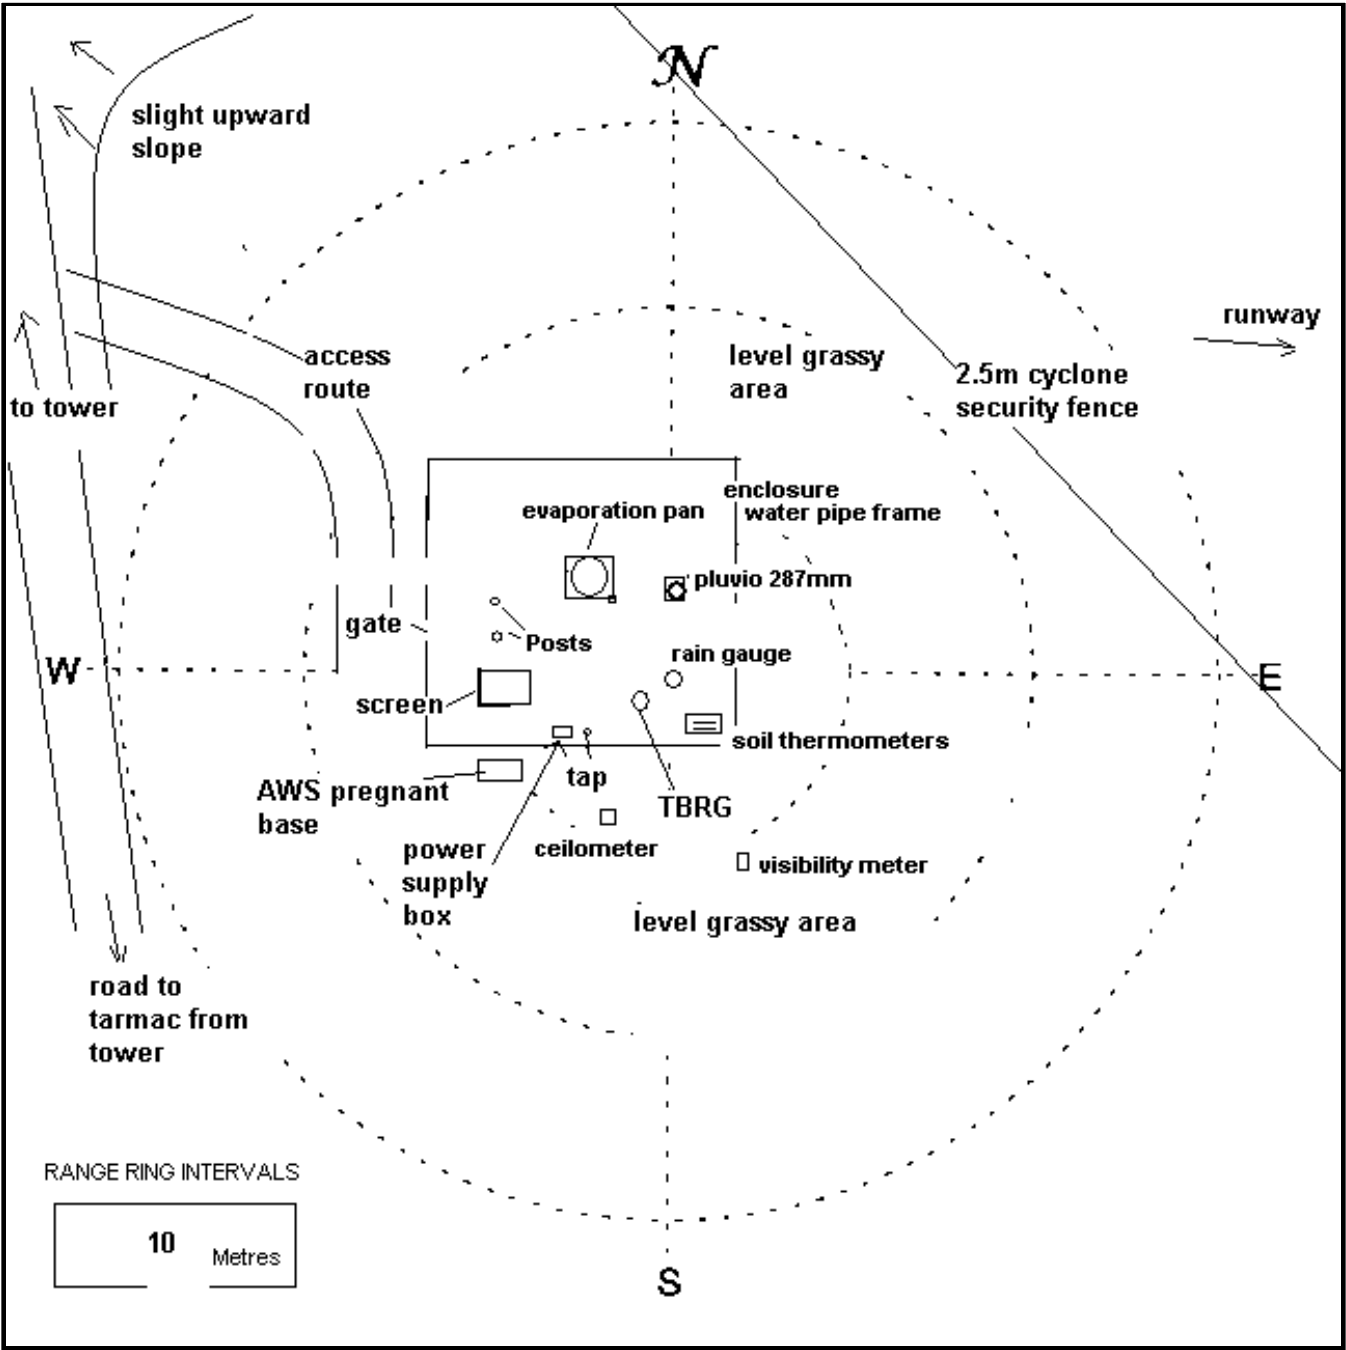 N
slight upward
slope
runway
access
route
level grassy
area
2.5m cyclone
security fence
to tower
enclosure
water pipe frame
evaporation pan
pluvio 287mm
gate
Posts
rain gauge
W
E
screen
soil thermometers
tap
AWS pregnant
base
TBRG
power
supply
box
ceilometer
visibility meter
level grassy area
road to
tarmac from
tower
RANGE RING INTERVALS
10 Metres
S